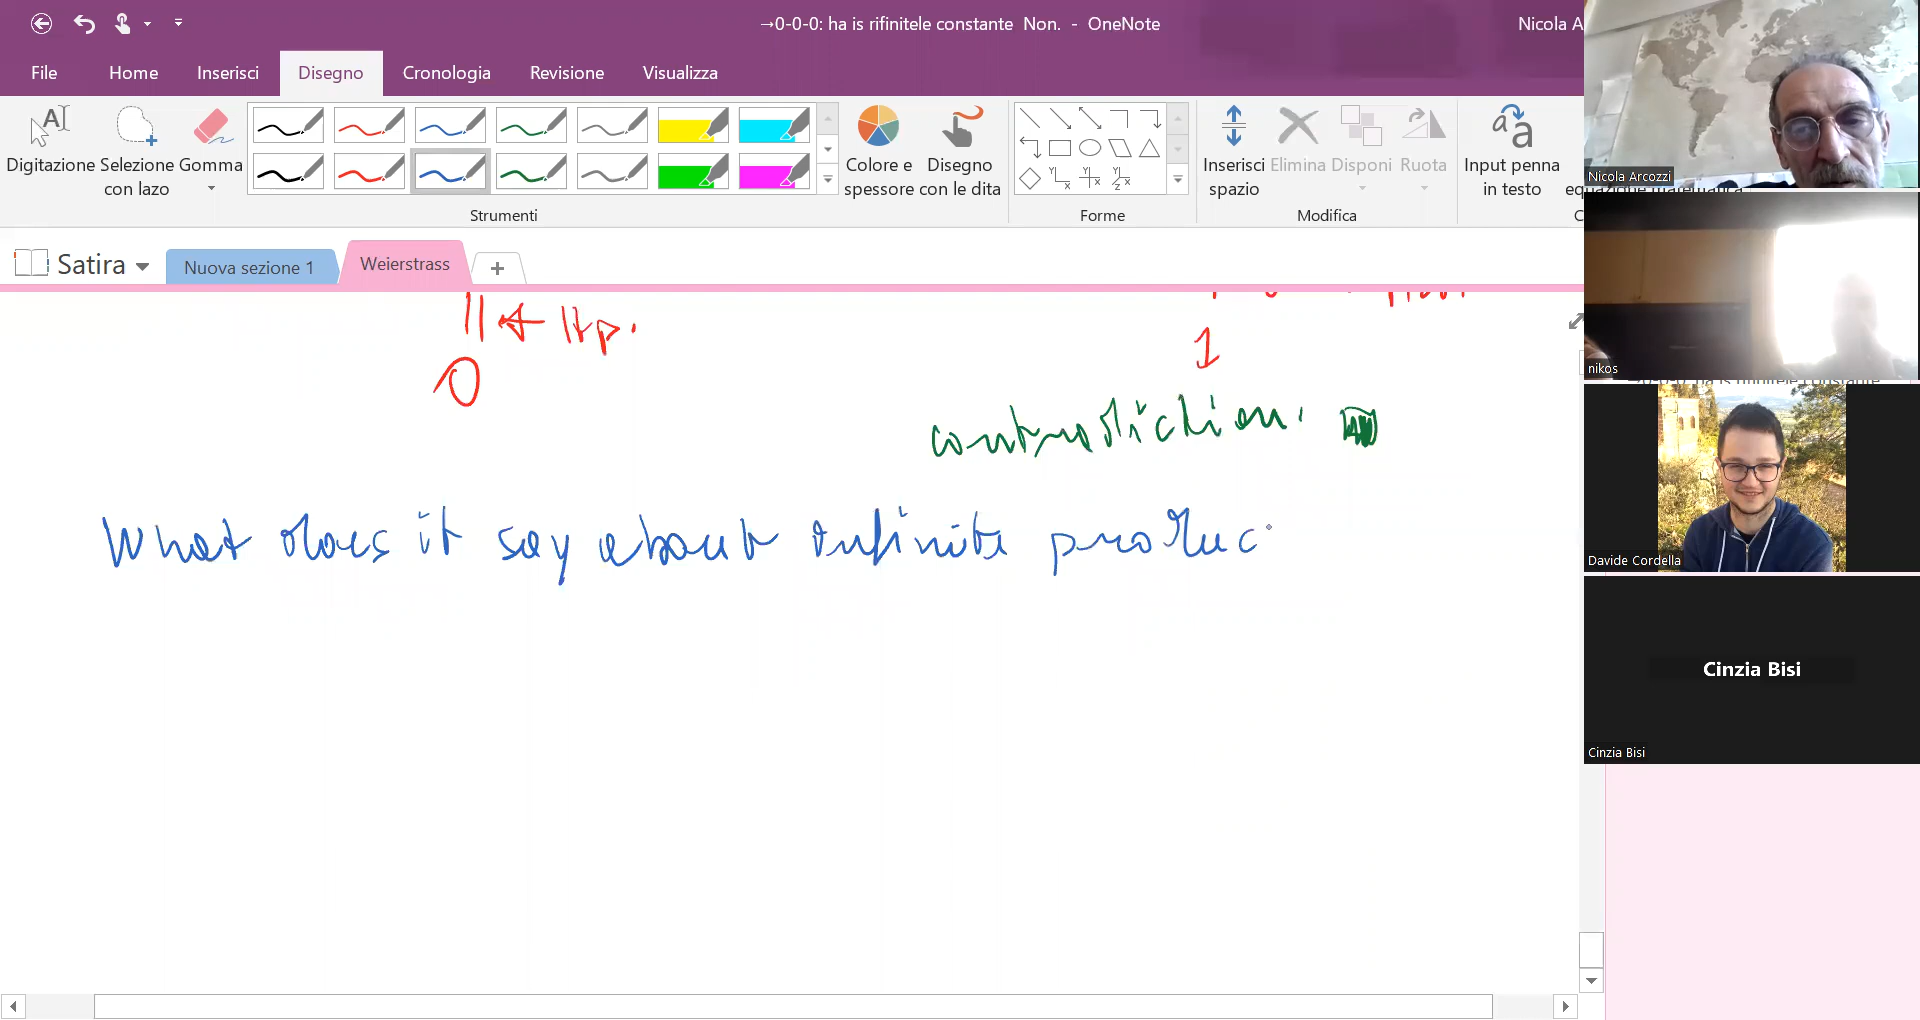 →0-0-0: ha is rifinitele constante Non. - OneNote
Nicola A
File Home Inserisci Disegno Cronologia Revisione Visualizza
Digitazione
Selezione con lazo
Gomma
Strumenti
Colore e spessore
Disegno con le dita
Forme
Inserisci spazio
Elimina
Disponi
Ruota
Modifica
Input penna in testo
Satira
Nuova sezione 1
Weierstrass
Hp.
0
1
contradiction.
What does it say about infinite produc
Nicola Arcozzi
nikos
Davide Cordella
Cinzia Bisi
Cinzia Bisi